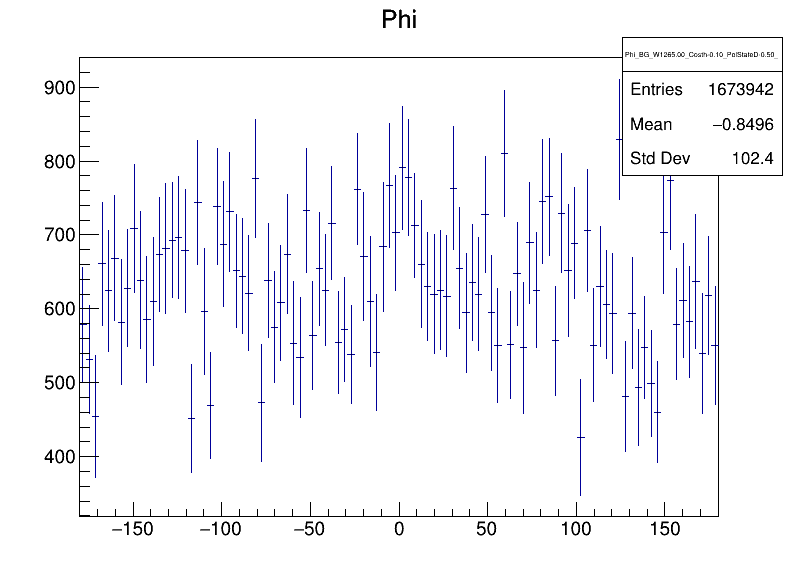 Phi
Phi_BG_W1265.00_Costh-0.10_PolStateD-0.50_
Entries 1673942
Mean −0.8496
Std Dev 102.4
900
800
700
600
500
400
−150 −100 −50 0 50 100 150